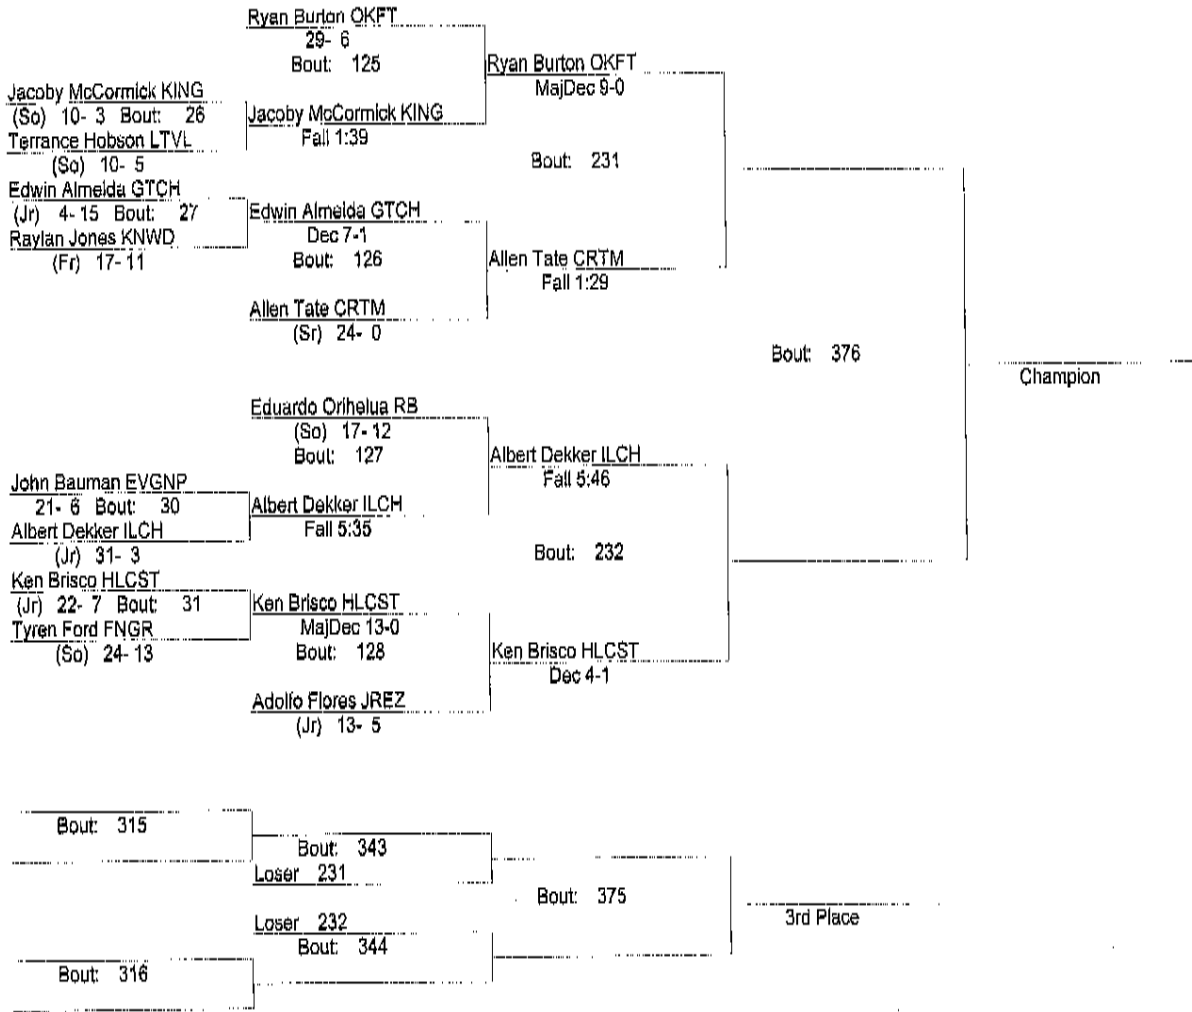 Ryan Burton OKFT
29- 6
Bout: 125
Ryan Burton OKFT
MajDec 9-0
Jacoby McCormick KING
(So) 10- 3 Bout: 26
Jacoby McCormick KING
Fall 1:39
Terrance Hobson LTVL
(So) 10- 5
Bout: 231
Edwin Almeida GTCH
(Jr) 4- 15 Bout: 27
Edwin Almeida GTCH
Dec 7-1
Raylan Jones KNWD
(Fr) 17- 11
Bout: 126
Allen Tate CRTM
Fall 1:29
Allen Tate CRTM
(Sr) 24- 0
Bout: 376
Champion
Eduardo Orihelua RB
(So) 17- 12
Bout: 127
Albert Dekker ILCH
Fall 5:46
John Bauman EVGNP
21- 6 Bout: 30
Albert Dekker ILCH
Fall 5:35
Albert Dekker ILCH
(Jr) 31- 3
Bout: 232
Ken Brisco HLCST
(Jr) 22- 7 Bout: 31
Ken Brisco HLCST
MajDec 13-0
Tyren Ford FNGR
(So) 24- 13
Bout: 128
Ken Brisco HLCST
Dec 4-1
Adolfo Flores JREZ
(Jr) 13- 5
Bout: 315
Bout: 343
Loser 231
Bout: 375
3rd Place
Loser 232
Bout: 344
Bout: 316